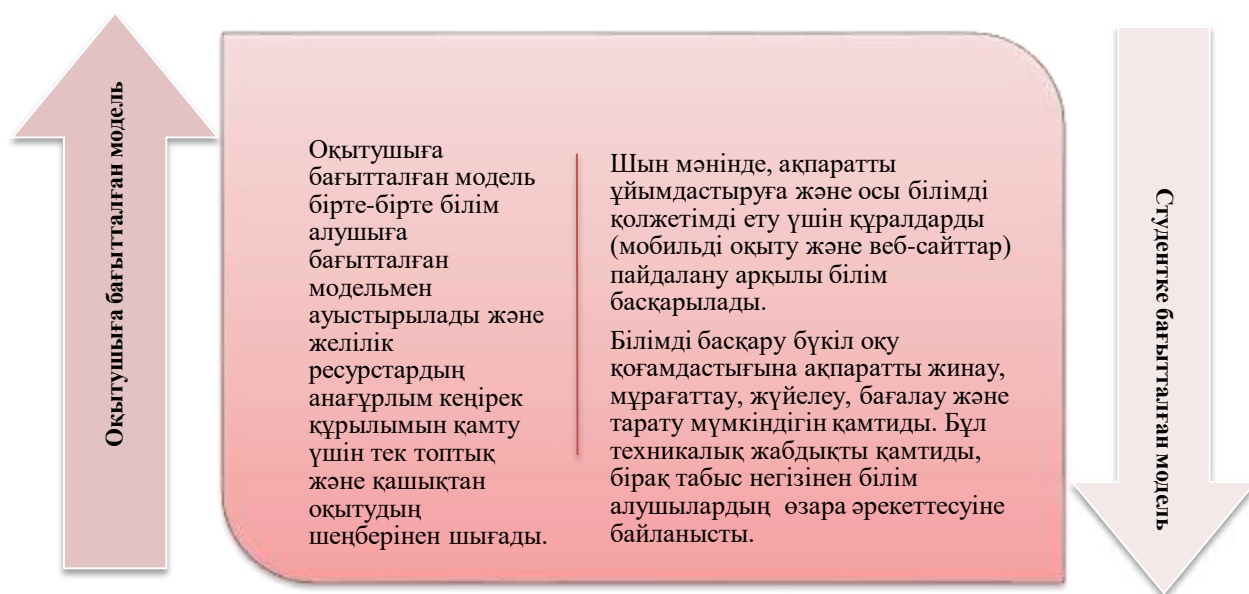 Оқытушыға бағытталған модель
Оқытушыға
бағытталған модель
бірте-бірте білім
алушыға
бағытталған
модельмен
ауыстырылады және
желілік
ресурстардың
анағұрлым кеңірек
құрылымын қамту
үшін тек топтық
және қашықтан
оқытудың
шеңберінен шығады.
Шын мәнінде, ақпаратты
ұйымдастыруға және осы білімді
қолжетімді ету үшін құралдарды
(мобильді оқыту және веб-сайттар)
пайдалану арқылы білім
басқарылады.
Білімді басқару бүкіл оқу
қоғамдастығына ақпаратты жинау,
мұрағаттау, жүйелеу, бағалау және
тарату мүмкіндігін қамтиды. Бұл
техникалық жабдықты қамтиды,
бірақ табыс негізінен білім
алушылардың өзара әрекеттесуіне
байланысты.
Студентке бағытталған модель